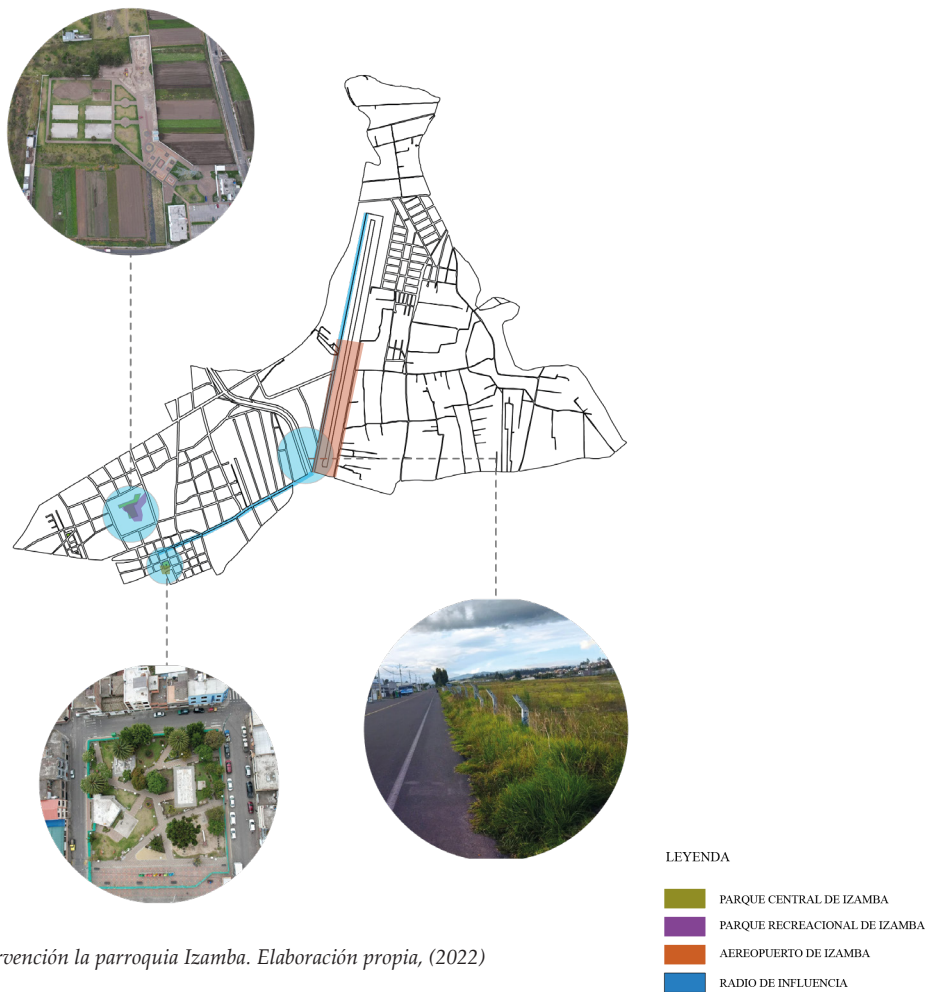 LEYENDA
PARQUE CENTRAL DE IZAMBA
PARQUE RECREACIONAL DE IZAMBA
AEREOPUERTO DE IZAMBA
RADIO DE INFLUENCIA
la parroquia Izamba. Elaboración propia, (2022)